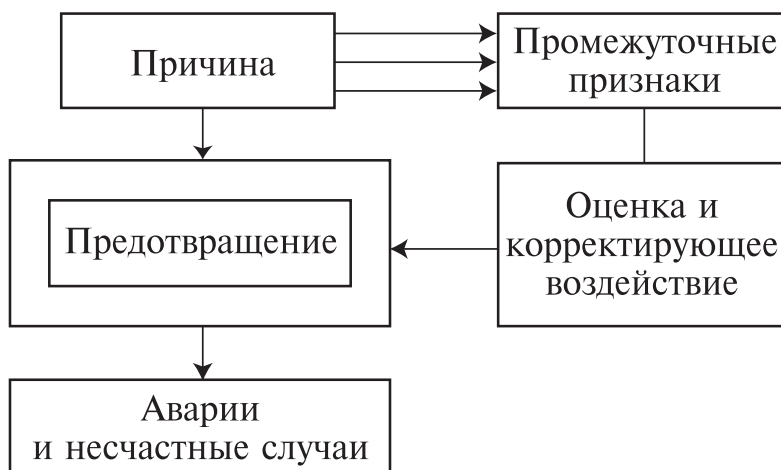 Причина
Промежуточные
признаки
Предотвращение
Оценка и
корректирующее
воздействие
Аварии
и несчастные случаи